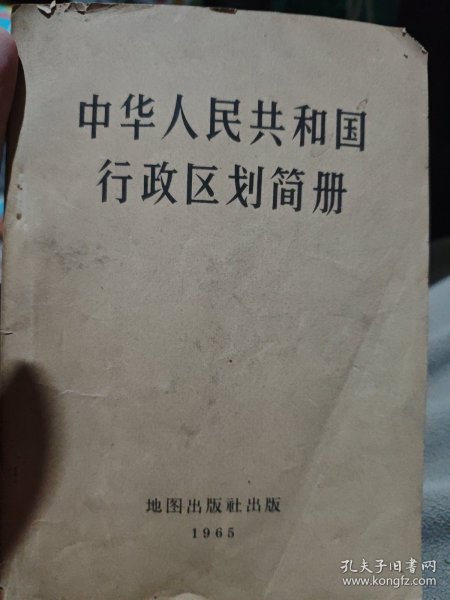 中华人民共和国
行政区划简册
地图出版社出版
1965
孔夫子旧书网
www.kongfz.com